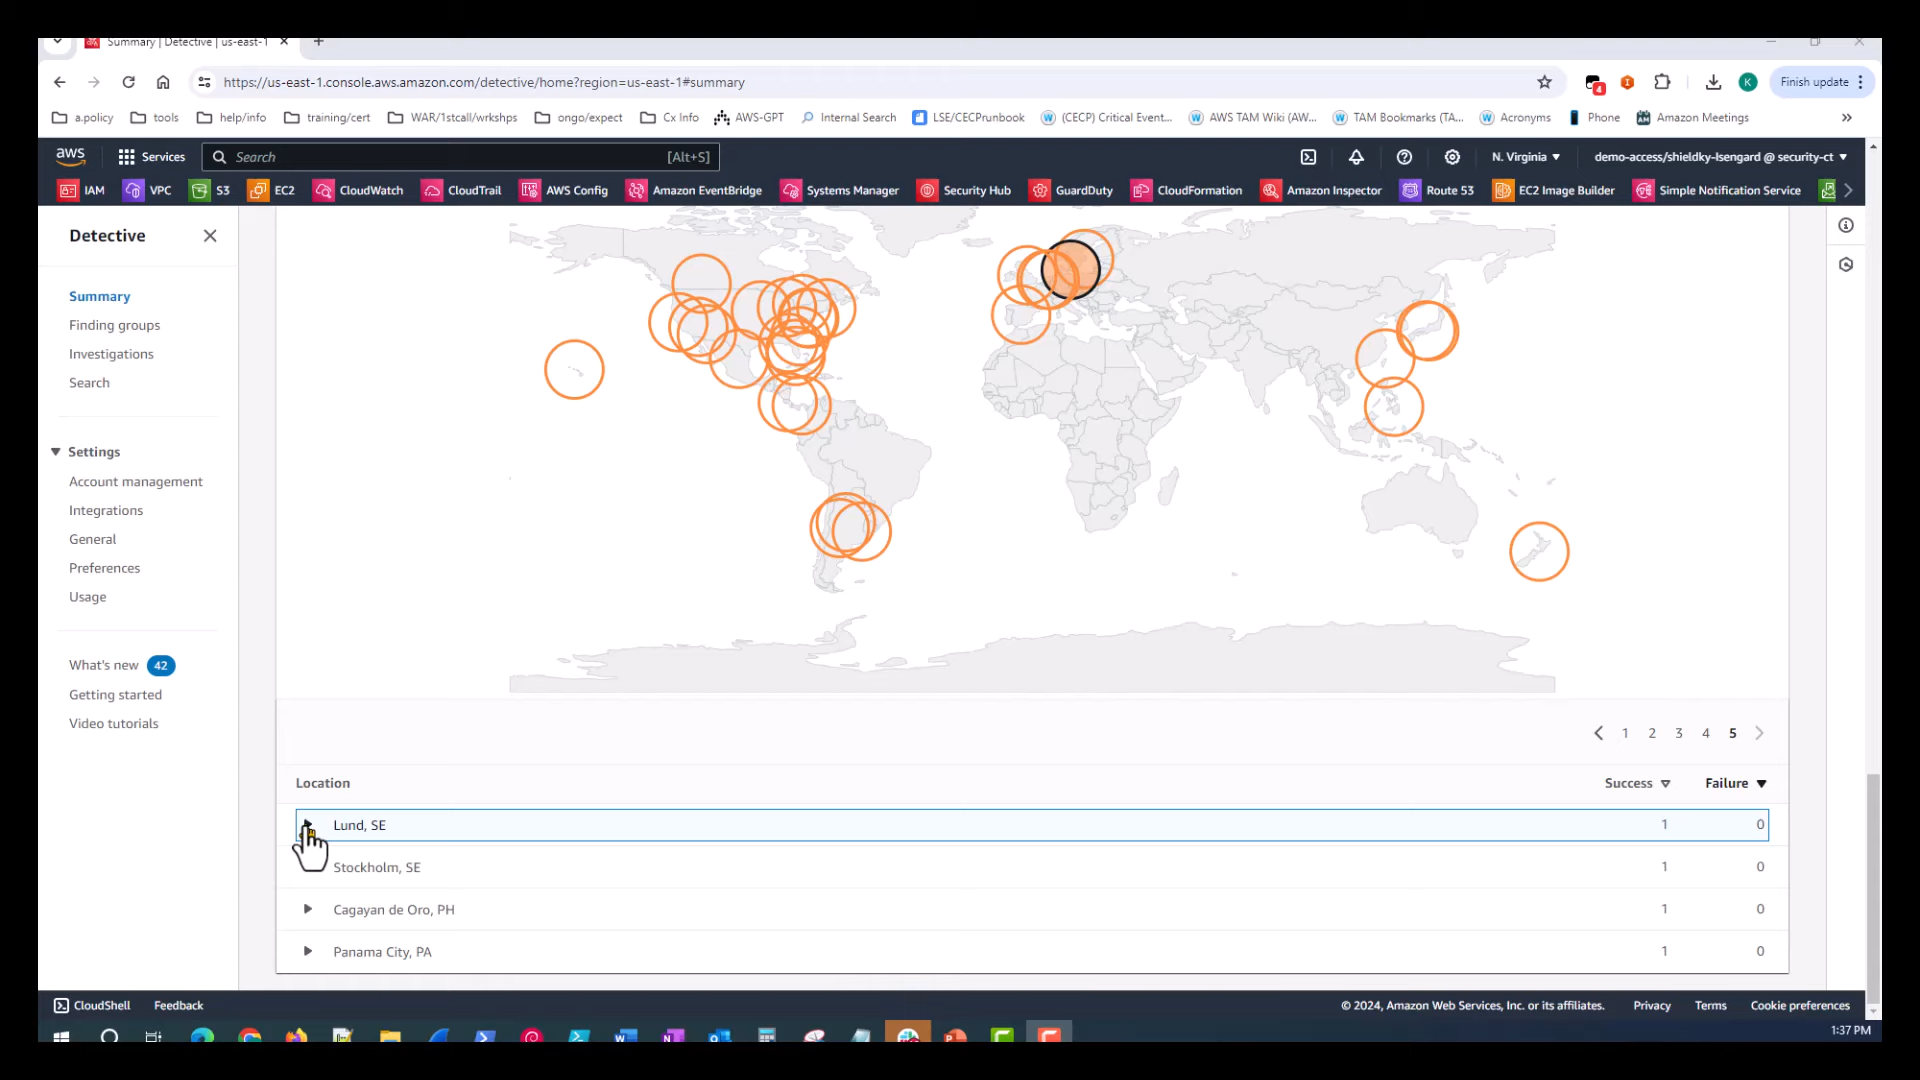 Summary | Detective | us-east-1
https://us-east-1.console.aws.amazon.com/detective/home?region=us-east-1#summary
4
K
Finish update
a.policy
tools
help/info
training/cert
WAR/1stcall/wrkshps
ongo/expect
Cx Info
AWS-GPT
Internal Search
LSE/CECPrunbook
(CECP) Critical Event...
AWS TAM Wiki (AW...
TAM Bookmarks (TA...
Acronyms
Phone
Amazon Meetings
aws
Services
Search
[Alt+S]
N. Virginia
demo-access/shieldky-Isengard @ security-ct
IAM
VPC
S3
EC2
CloudWatch
CloudTrail
AWS Config
Amazon EventBridge
Systems Manager
Security Hub
GuardDuty
CloudFormation
Amazon Inspector
Route 53
EC2 Image Builder
Simple Notification Service
Detective
Summary
Finding groups
Investigations
Search
Settings
Account management
Integrations
General
Preferences
Usage
What's new 42
Getting started
Video tutorials
1 2 3 4 5
Location Success Failure
Lund, SE 1 0
Stockholm, SE 1 0
Cagayan de Oro, PH 1 0
Panama City, PA 1 0
CloudShell Feedback © 2024, Amazon Web Services, Inc. or its affiliates. Privacy Terms Cookie preferences
1:37 PM